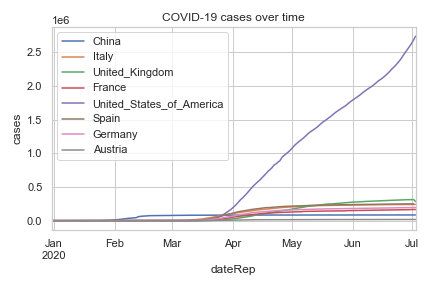 COVID-19 cases over time
1e6
2.5
2.0
1.5
1.0
0.5
0.0
cases
China
Italy
United_Kingdom
France
United_States_of_America
Spain
Germany
Austria
Jan Feb Mar Apr May Jun Jul
2020
dateRep